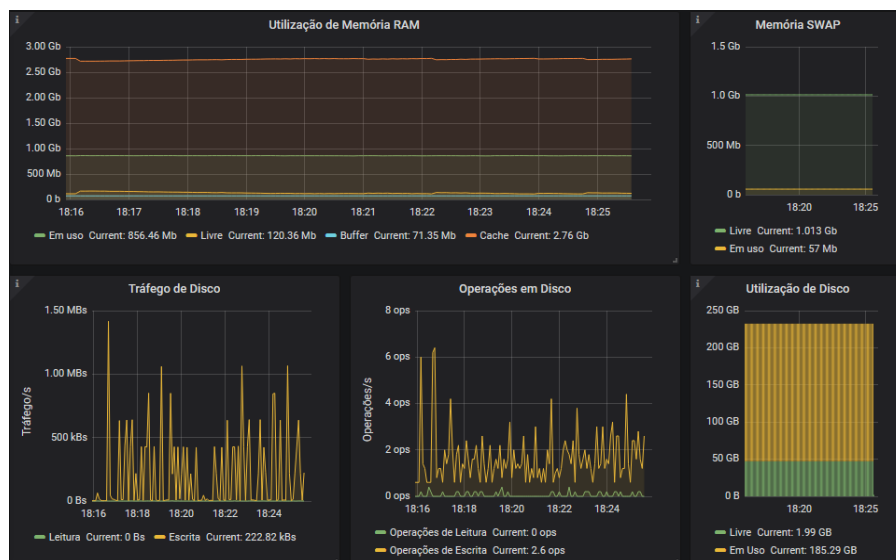 Utilização de Memória RAM
3.00 Gb
2.50 Gb
2.00 Gb
1.50 Gb
1.00 Gb
500 Mb
0 b
18:16 18:17 18:18 18:19 18:20 18:21 18:22 18:23 18:24 18:25
Em uso Current: 856.46 Mb Livre Current: 120.36 Mb Buffer Current: 71.35 Mb Cache Current: 2.76 Gb
Memória SWAP
1.5 Gb
1.0 Gb
500 Mb
0 b
18:20 18:25
Livre Current: 1.013 Gb
Em uso Current: 57 Mb
Tráfego de Disco
Tráfego/s
1.50 MBs
1.00 MBs
500 kBs
0 Bs
18:16 18:18 18:20 18:22 18:24
Leitura Current: 0 Bs Escrita Current: 222.82 kBs
Operações em Disco
Operações/s
8 ops
6 ops
4 ops
2 ops
0 ops
18:16 18:18 18:20 18:22 18:24
Operações de Leitura Current: 0 ops
Operações de Escrita Current: 2.6 ops
Utilização de Disco
250 GB
200 GB
150 GB
100 GB
50 GB
0 B
18:20 18:25
Livre Current: 1.99 GB
Em Uso Current: 185.29 GB